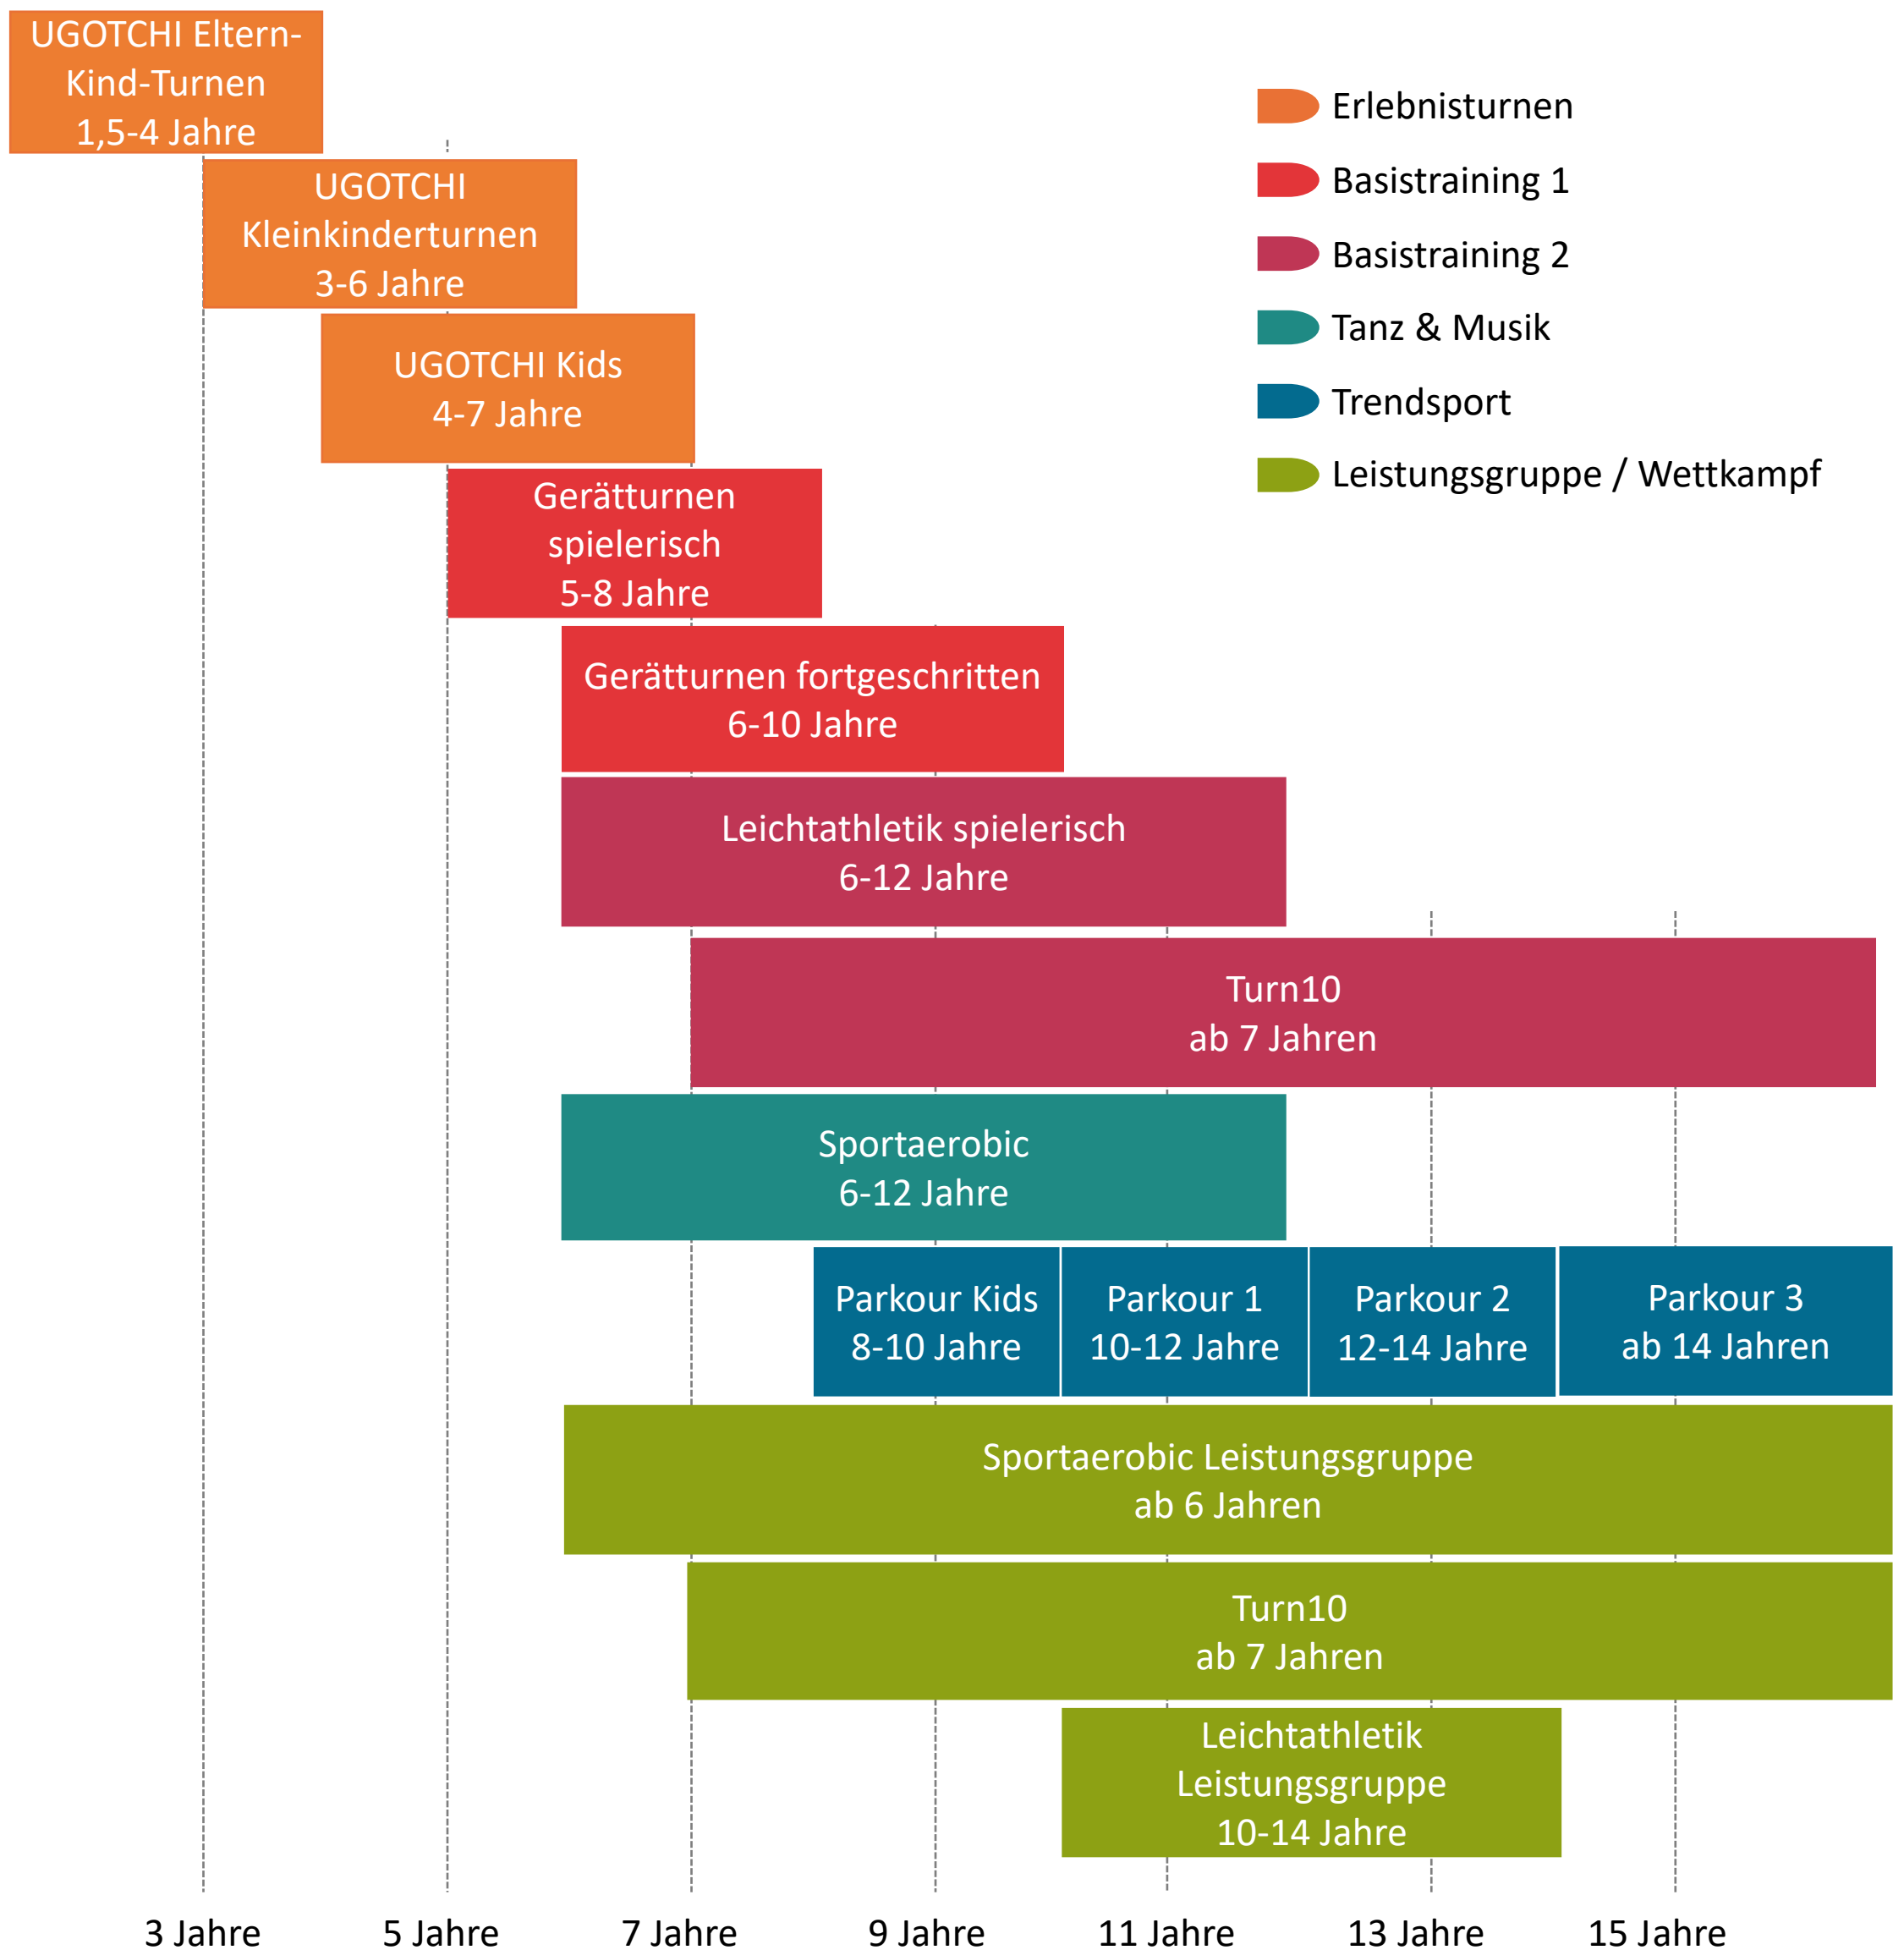 UGOTCHI Eltern-
Kind-Turnen
1,5-4 Jahre
UGOTCHI
Kleinkinderturnen
3-6 Jahre
UGOTCHI Kids
4-7 Jahre
Gerätturnen
spielerisch
5-8 Jahre
Gerätturnen fortgeschritten
6-10 Jahre
Leichtathletik spielerisch
6-12 Jahre
Turn10
ab 7 Jahren
Sportaerobic
6-12 Jahre
Parkour Kids
8-10 Jahre
Parkour 1
10-12 Jahre
Parkour 2
12-14 Jahre
Parkour 3
ab 14 Jahren
Sportaerobic Leistungsgruppe
ab 6 Jahren
Turn10
ab 7 Jahren
Leichtathletik
Leistungsgruppe
10-14 Jahre
Erlebnisturnen
Basistraining 1
Basistraining 2
Tanz & Musik
Trendsport
Leistungsgruppe / Wettkampf
3 Jahre
5 Jahre
7 Jahre
9 Jahre
11 Jahre
13 Jahre
15 Jahre